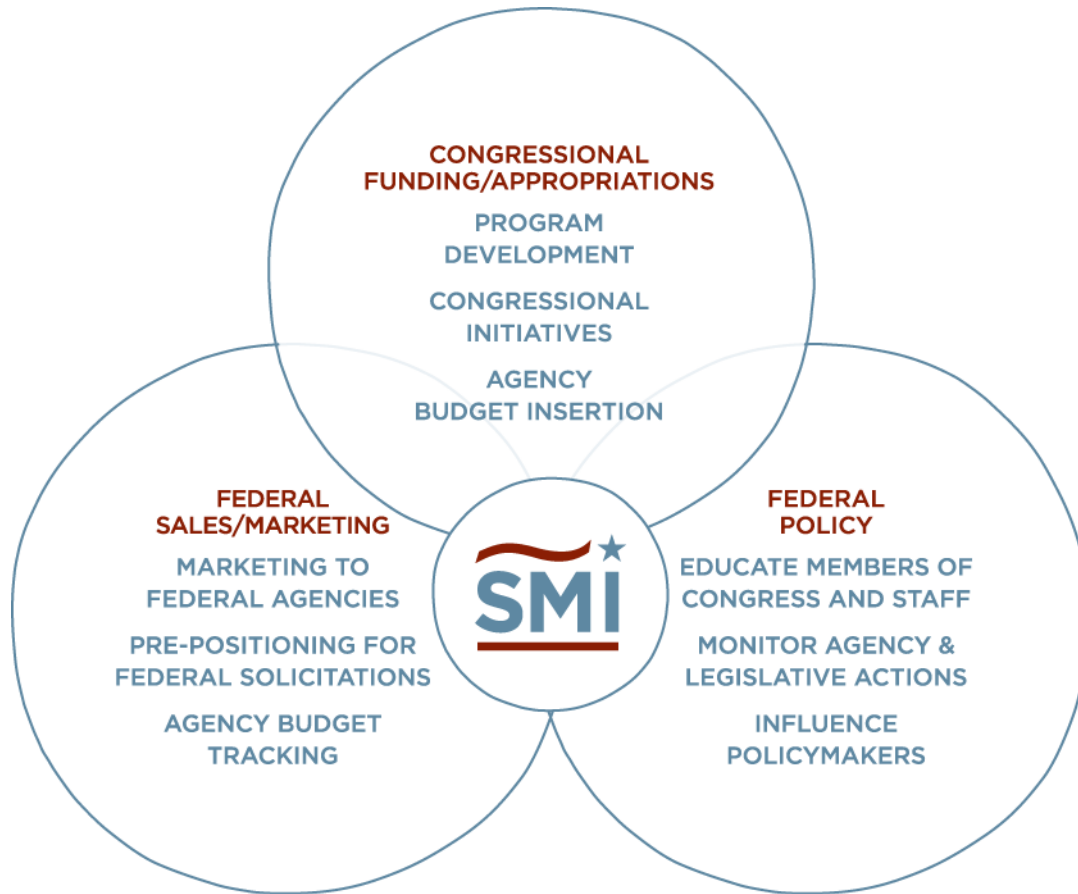 CONGRESSIONAL
FUNDING/APPROPRIATIONS
PROGRAM
DEVELOPMENT
CONGRESSIONAL
INITIATIVES
AGENCY
BUDGET INSERTION
FEDERAL
SALES/MARKETING
MARKETING TO
FEDERAL AGENCIES
PRE-POSITIONING FOR
FEDERAL SOLICITATIONS
AGENCY BUDGET
TRACKING
SMI
FEDERAL
POLICY
EDUCATE MEMBERS OF
CONGRESS AND STAFF
MONITOR AGENCY &
LEGISLATIVE ACTIONS
INFLUENCE
POLICYMAKERS